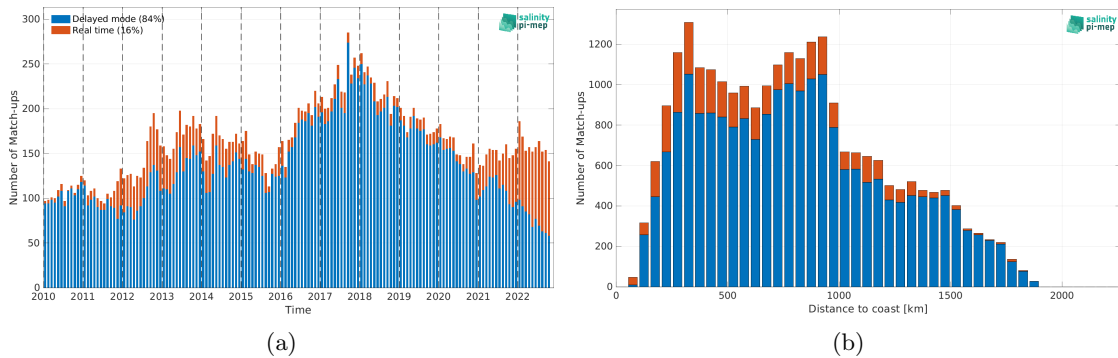 Delayed mode (84%)
Real time (16%)
salinity
pi-mep
300
250
200
150
100
50
0
Number of Match-ups
2010 2011 2012 2013 2014 2015 2016 2017 2018 2019 2020 2021 2022
Time
(a)
salinity
pi-mep
1200
1000
800
600
400
200
0
Number of Match-ups
0 500 1000 1500 2000
Distance to coast [km]
(b)